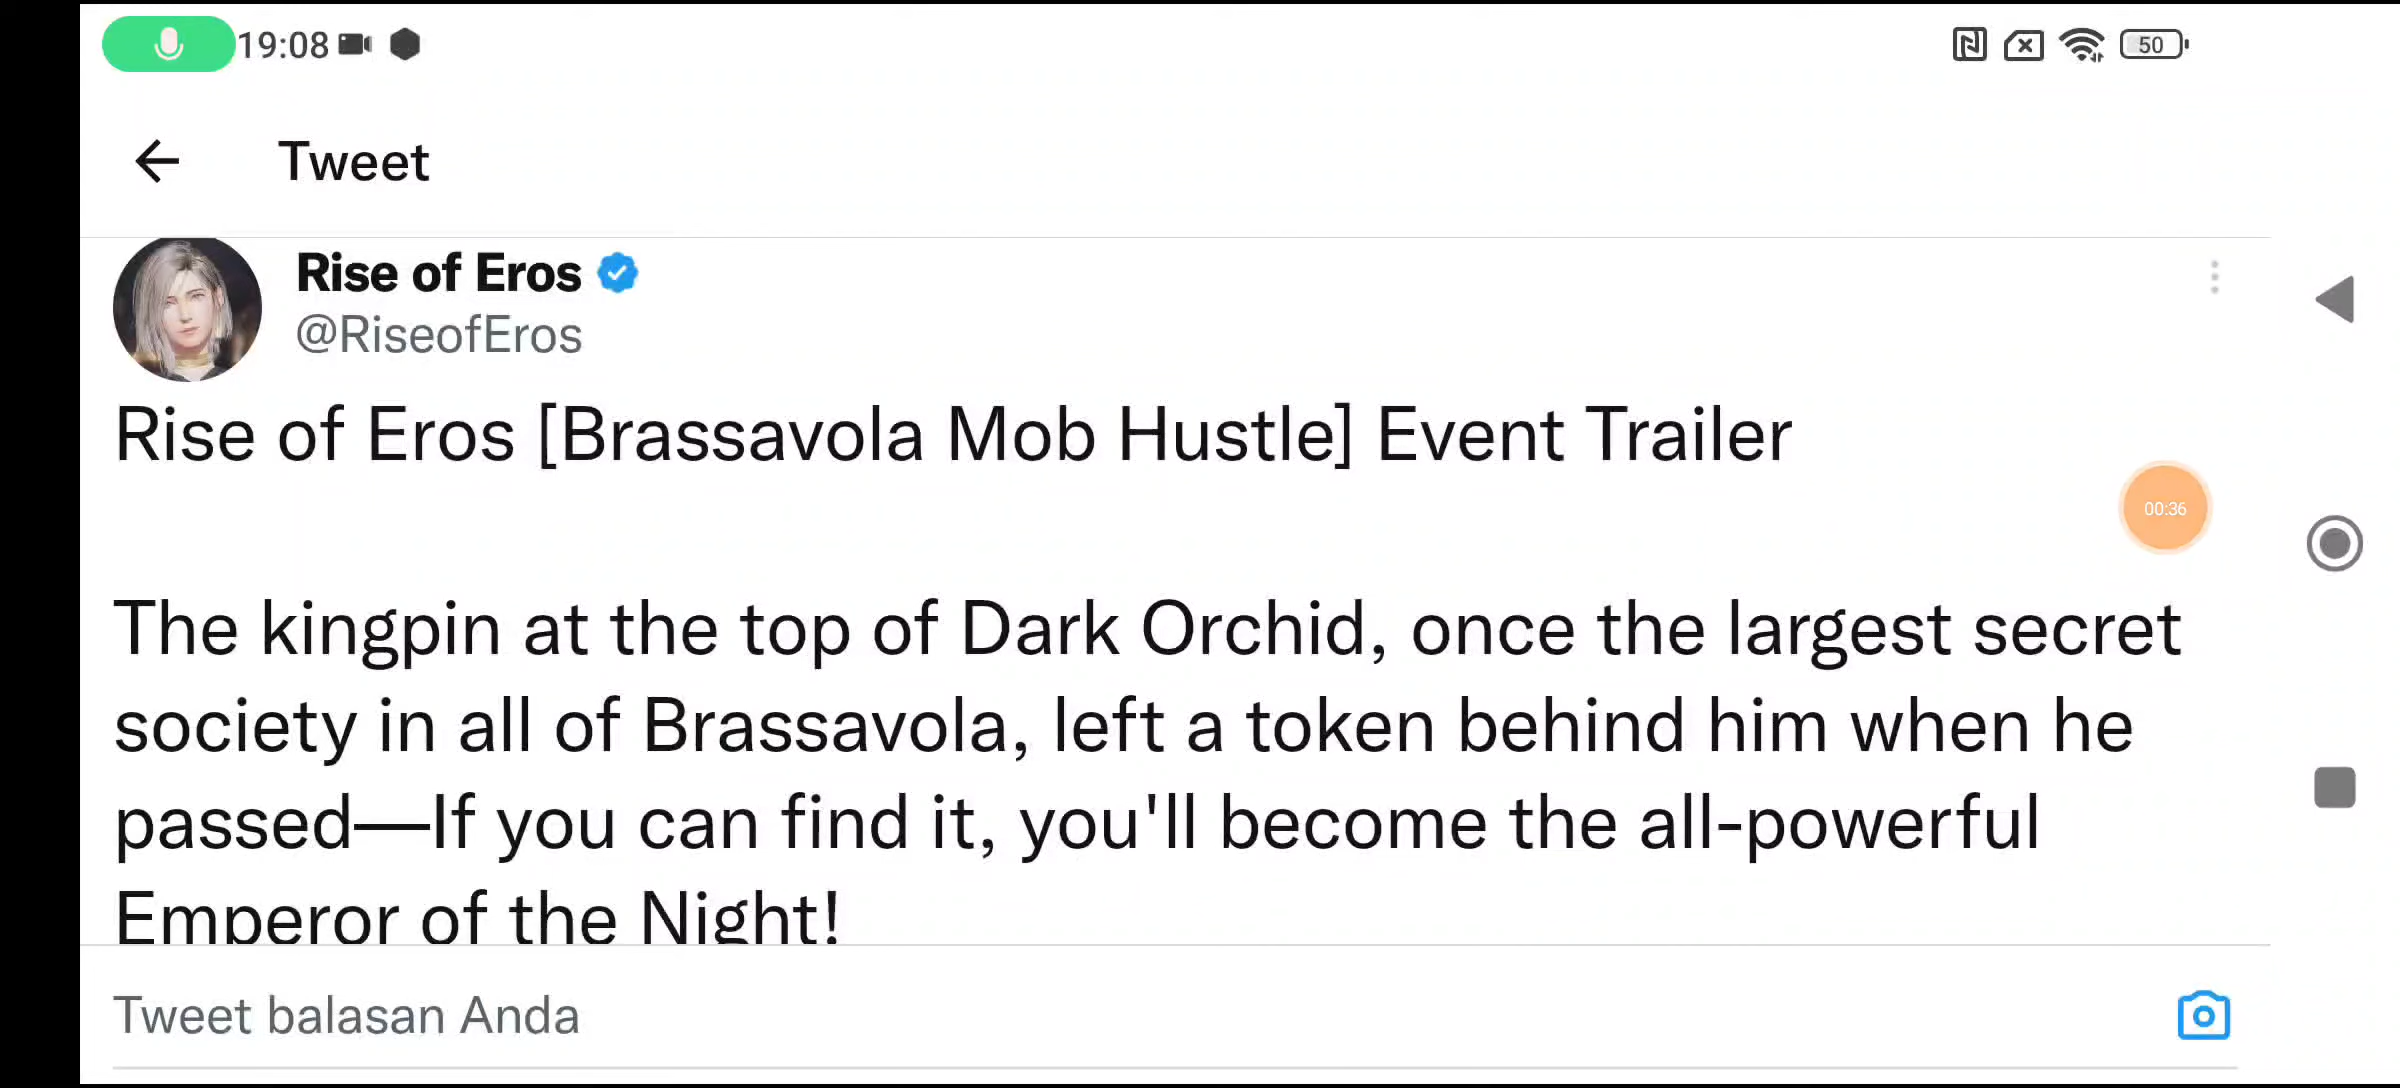 19:08
50
Tweet
Rise of Eros
@RiseofEros
Rise of Eros [Brassavola Mob Hustle] Event Trailer
00:36
The kingpin at the top of Dark Orchid, once the largest secret
society in all of Brassavola, left a token behind him when he
passed—If you can find it, you'll become the all-powerful
Emperor of the Night!
Tweet balasan Anda